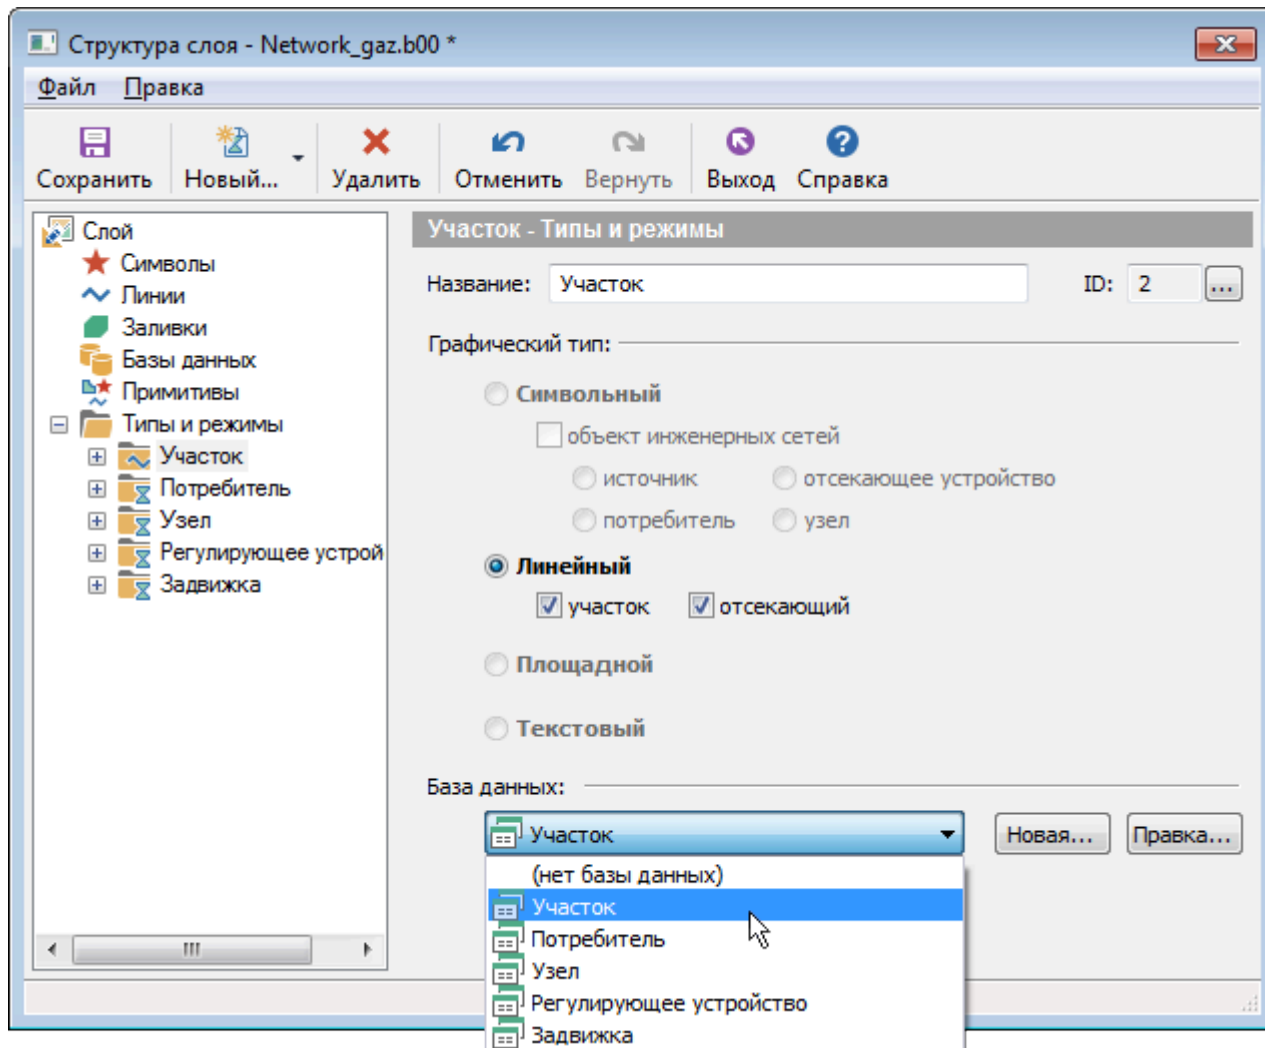 Структура слоя - Network_gaz.b00 *
Файл Правка
Сохранить Новый... Удалить Отменить Вернуть Выход Справка
Слой
Символы
Линии
Заливки
Базы данных
Примитивы
Типы и режимы
Участок
Потребитель
Узел
Регулирующее устрой
Задвижка
Участок - Типы и режимы
Название: Участок ID: 2 ...
Графический тип:
Символьный
объект инженерных сетей
источник отсекающее устройство
потребитель узел
Линейный
участок отсекающий
Площадной
Текстовый
База данных:
Участок Новая... Правка...
(нет базы данных)
Участок
Потребитель
Узел
Регулирующее устройство
Задвижка